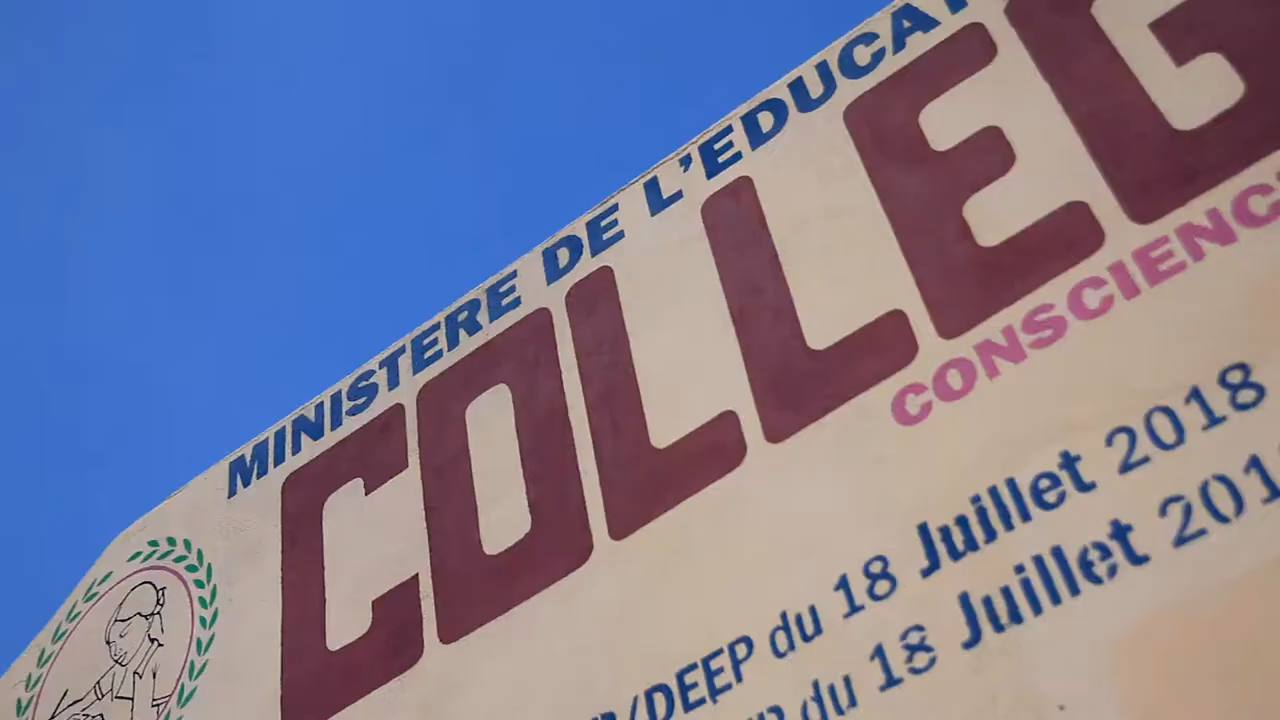 MINISTERE DE L'EDUCAT
COLLEG
CONSCIENC
/DEEP du 18 Juillet 2018
P du 18 Juillet 201